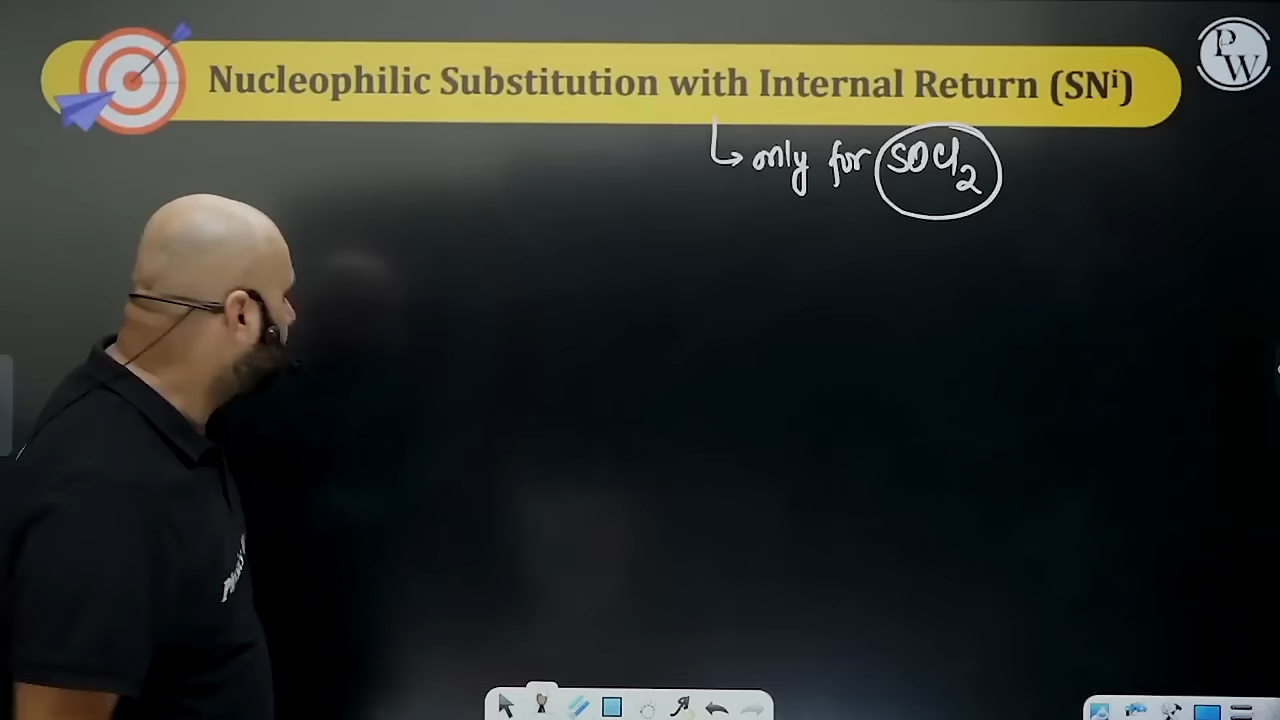 Nucleophilic Substitution with Internal Return (SNⁱ)
PW
↳ only for SOCl₂